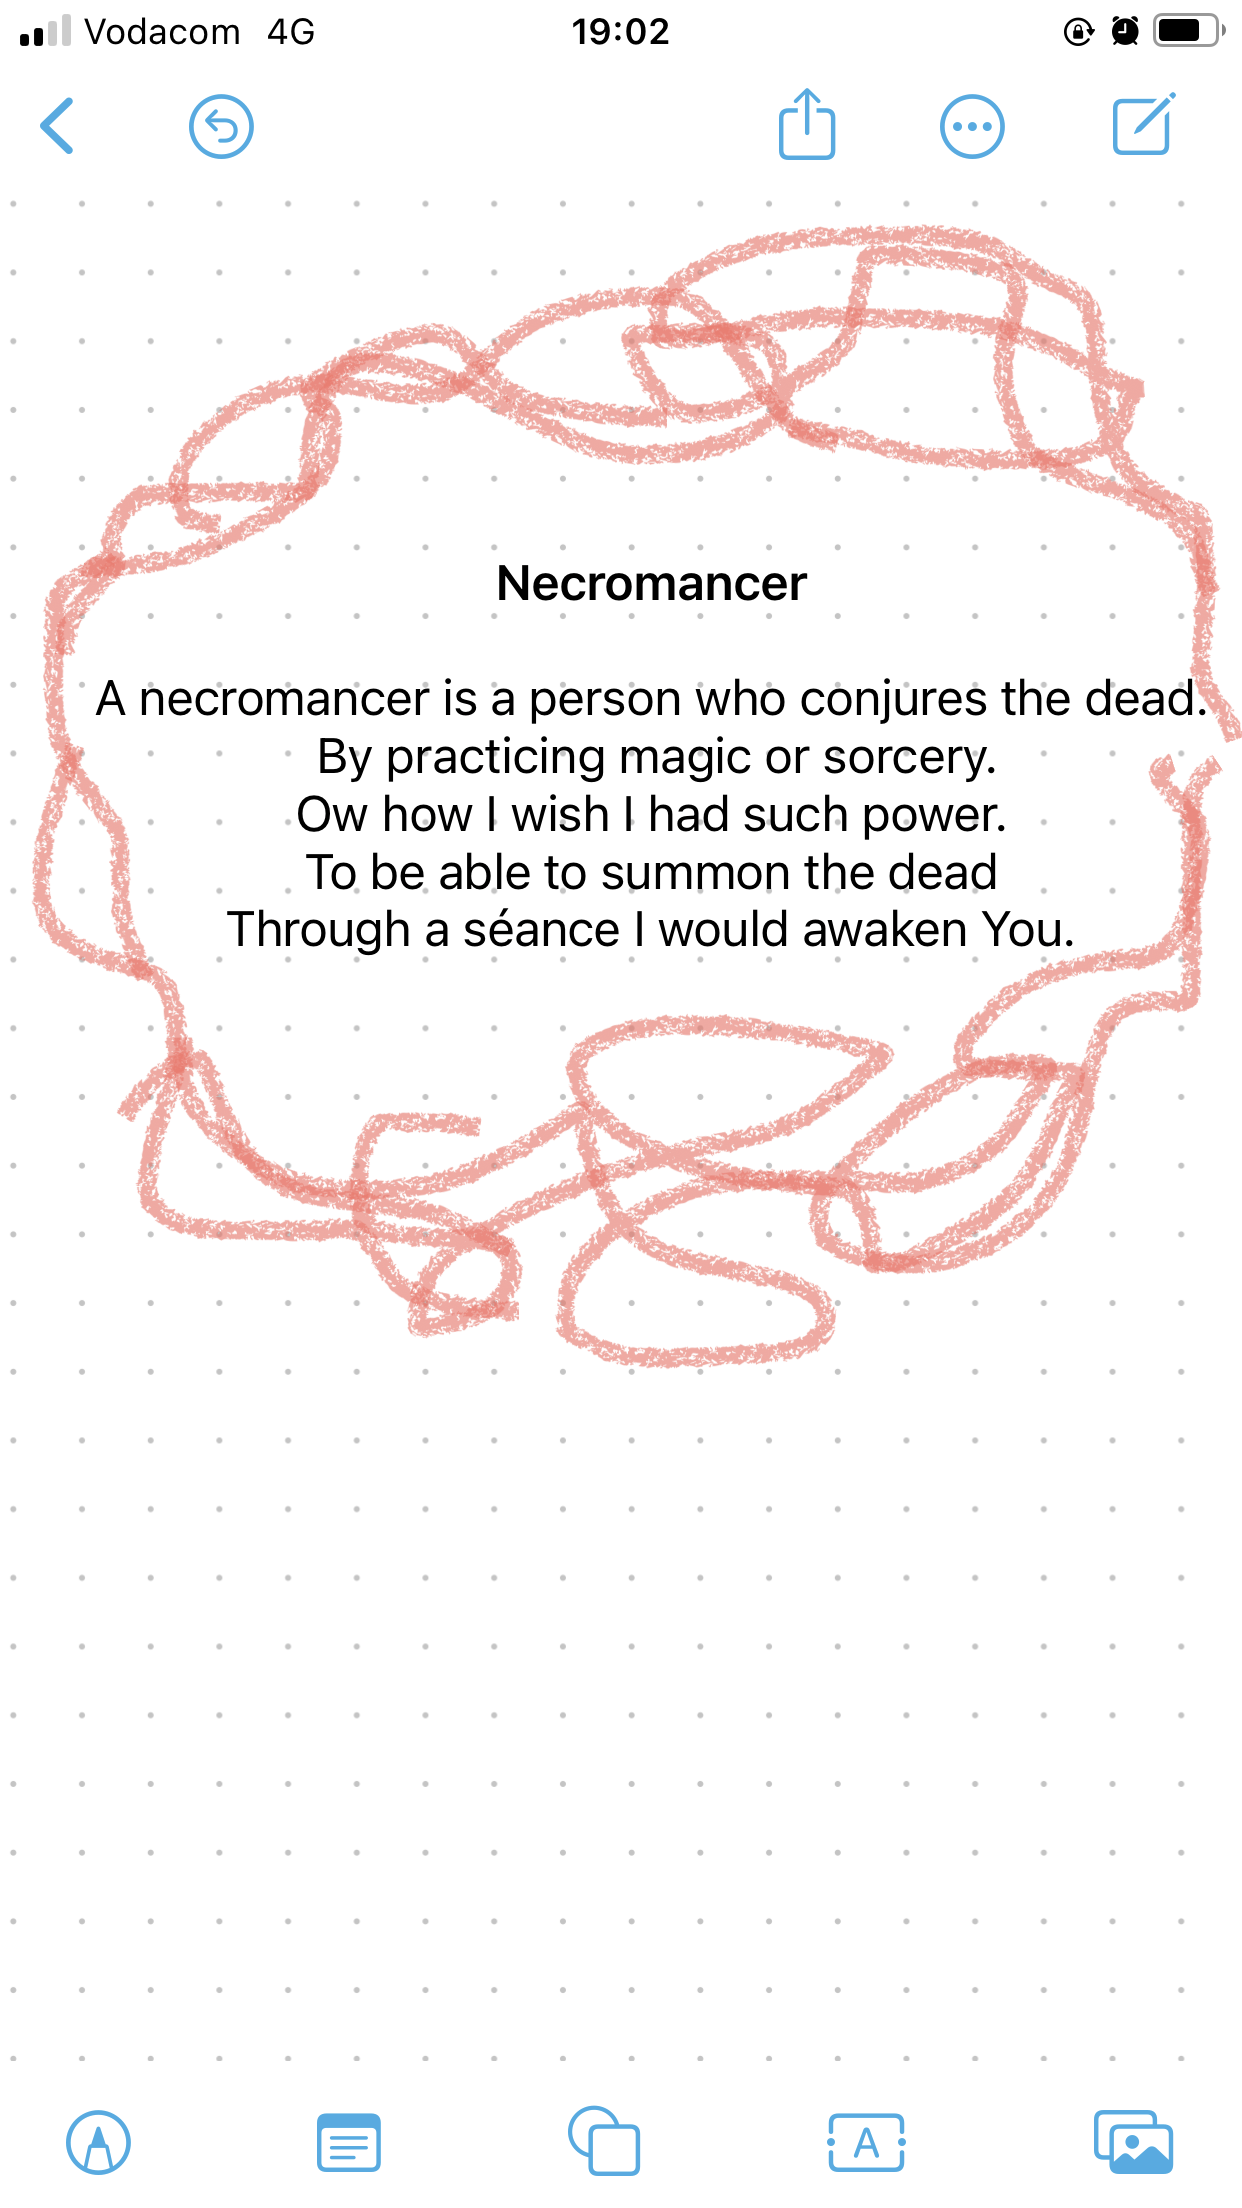 Vodacom 4G 19:02
Necromancer
A necromancer is a person who conjures the dead.
By practicing magic or sorcery.
Ow how I wish I had such power.
To be able to summon the dead
Through a séance I would awaken You.
A